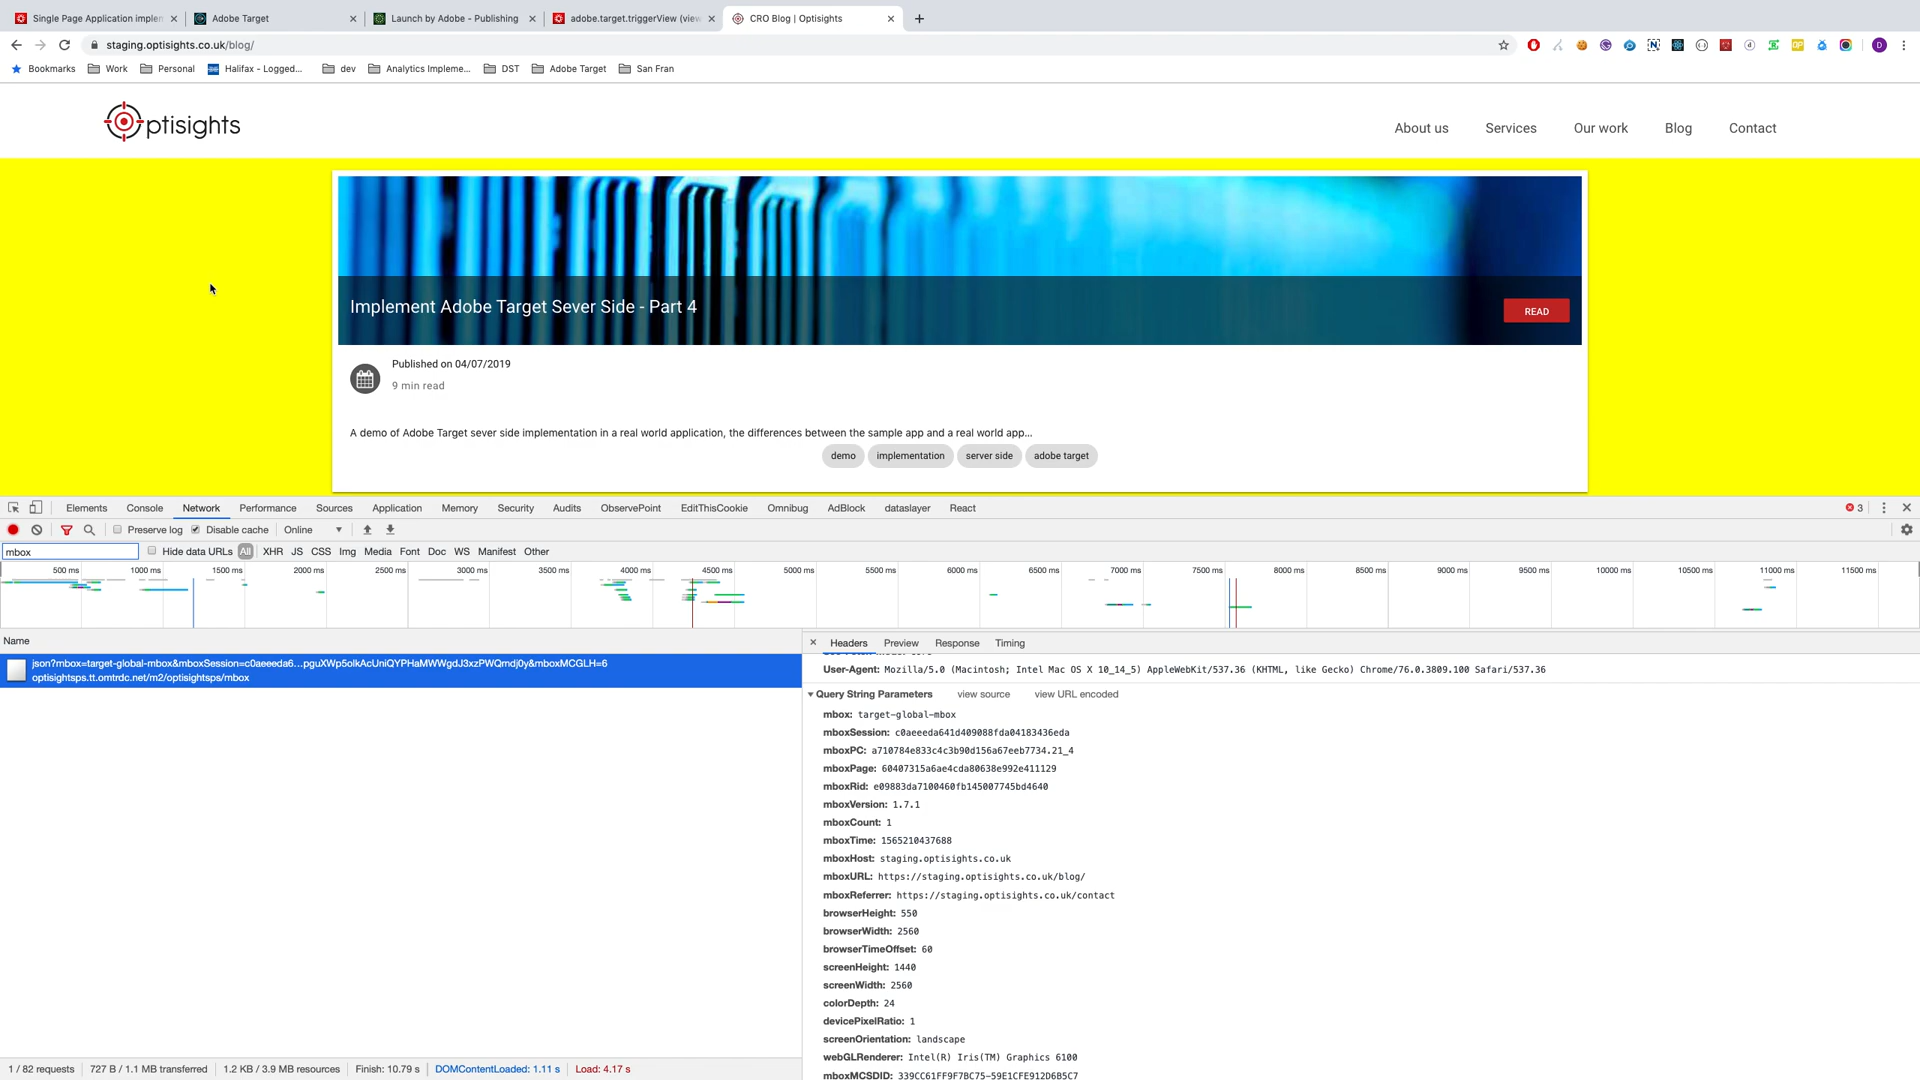 Single Page Application implem
Adobe Target
Launch by Adobe - Publishing
adobe.target.triggerView (view
CRO Blog | Optisights
staging.optisights.co.uk/blog/
Bookmarks Work Personal Halifax - Logged... dev Analytics Impleme... DST Adobe Target San Fran
ptisights
About us Services Our work Blog Contact
Implement Adobe Target Sever Side - Part 4
READ
Published on 04/07/2019
9 min read
A demo of Adobe Target sever side implementation in a real world application, the differences between the sample app and a real world app...
demo implementation server side adobe target
Elements Console Network Performance Sources Application Memory Security Audits ObservePoint EditThisCookie Omnibug AdBlock dataslayer React 3
Preserve log Disable cache Online
mbox Hide data URLs All XHR JS CSS Img Media Font Doc WS Manifest Other
500 ms 1000 ms 1500 ms 2000 ms 2500 ms 3000 ms 3500 ms 4000 ms 4500 ms 5000 ms 5500 ms 6000 ms 6500 ms 7000 ms 7500 ms 8000 ms 8500 ms 9000 ms 9500 ms 10000 ms 10500 ms 11000 ms 11500 ms
Name
json?mbox=target-global-mbox&mboxSession=c0aeeeda6...pguXWp5olkAcUniQYPHaMWWgdJ3xzPWQmdj0y&mboxMCGLH=6
optisightsps.tt.omtrdc.net/m2/optisightsps/mbox
Headers Preview Response Timing
User-Agent: Mozilla/5.0 (Macintosh; Intel Mac OS X 10_14_5) AppleWebKit/537.36 (KHTML, like Gecko) Chrome/76.0.3809.100 Safari/537.36
Query String Parameters view source view URL encoded
mbox: target-global-mbox
mboxSession: c0aeeeda641d409088fda04183436eda
mboxPC: a710784e833c4c3b90d156a67eeb7734.21_4
mboxPage: 60407315a6ae4cda80638e992e411129
mboxRid: e09883da7100460fb145007745bd4640
mboxVersion: 1.7.1
mboxCount: 1
mboxTime: 1565210437688
mboxHost: staging.optisights.co.uk
mboxURL: https://staging.optisights.co.uk/blog/
mboxReferrer: https://staging.optisights.co.uk/contact
browserHeight: 550
browserWidth: 2560
browserTimeOffset: 60
screenHeight: 1440
screenWidth: 2560
colorDepth: 24
devicePixelRatio: 1
screenOrientation: landscape
webGLRenderer: Intel(R) Iris(TM) Graphics 6100
mboxMCSDID: 339CC61FF9F7BC75-59E1CFE912D6B5C7
1 / 82 requests 727 B / 1.1 MB transferred 1.2 KB / 3.9 MB resources Finish: 10.79 s DOMContentLoaded: 1.11 s Load: 4.17 s